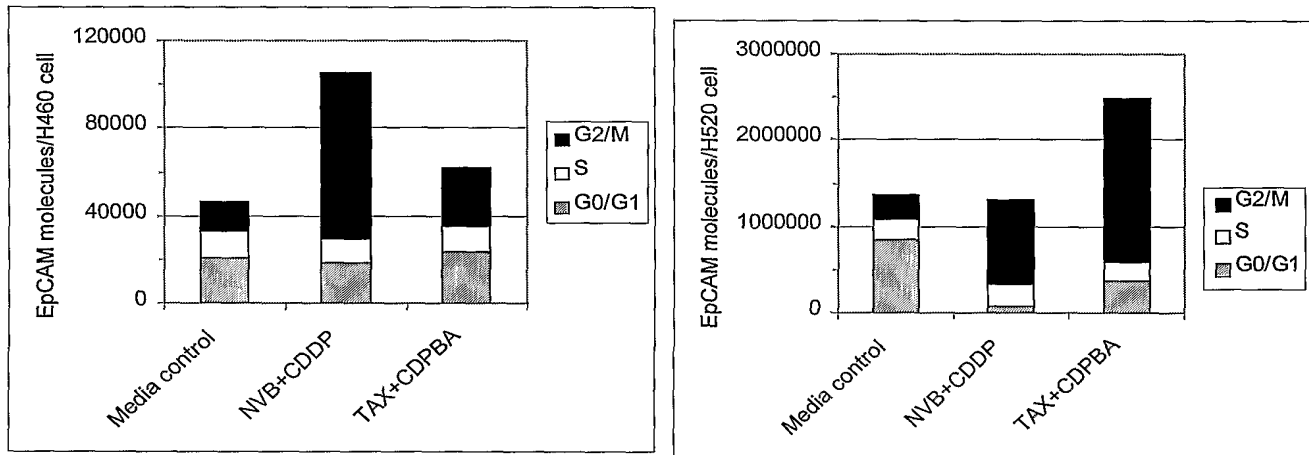 EpCAM molecules/H460 cell
120000
80000
40000
0
Media control
NVB+CDDP
TAX+CDPBA
G2/M
S
G0/G1
EpCAM molecules/H520 cell
3000000
2000000
1000000
0
Media control
NVB+CDDP
TAX+CDPBA
G2/M
S
G0/G1